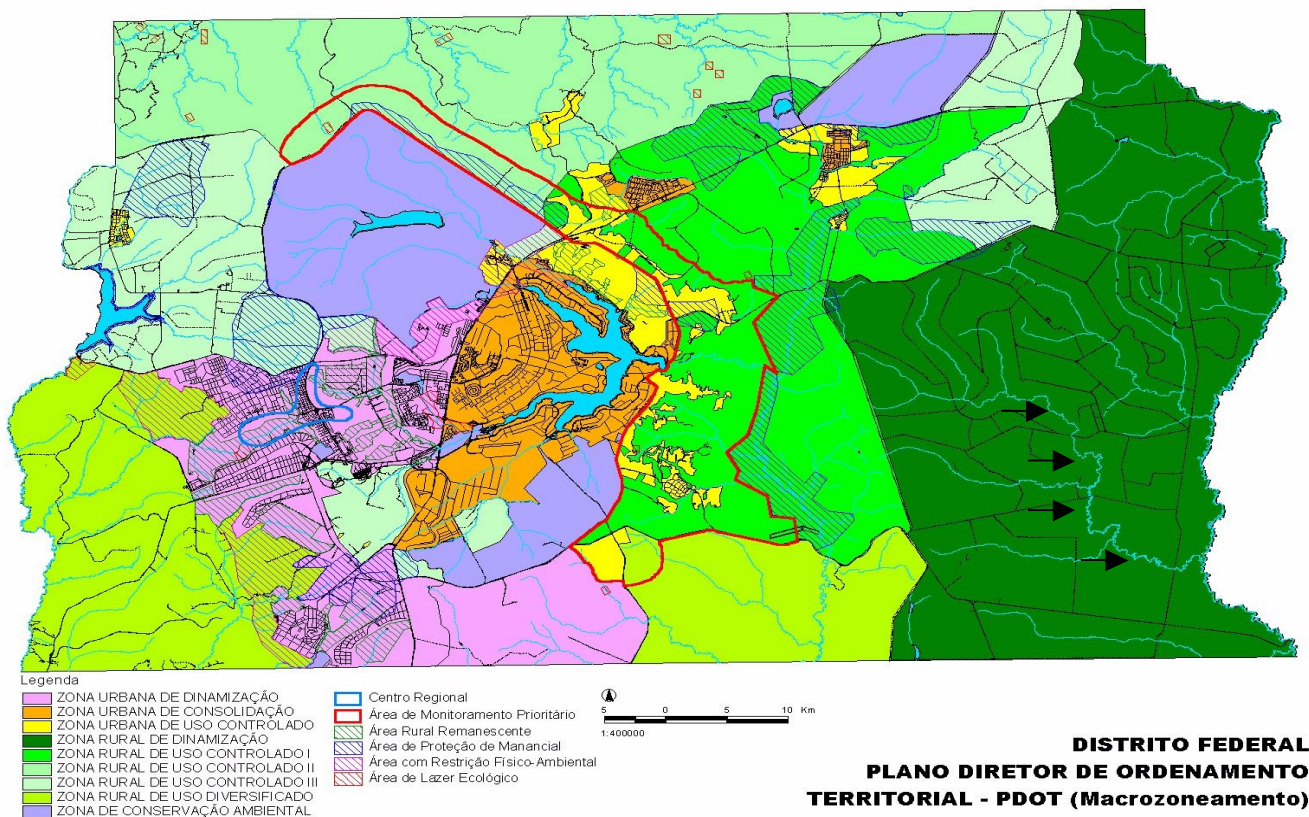 Legenda
ZONA URBANA DE DINAMIZAÇÃO
ZONA URBANA DE CONSOLIDAÇÃO
ZONA URBANA DE USO CONTROLADO
ZONA RURAL DE DINAMIZAÇÃO
ZONA RURAL DE USO CONTROLADO I
ZONA RURAL DE USO CONTROLADO II
ZONA RURAL DE USO CONTROLADO III
ZONA RURAL DE USO DIVERSIFICADO
ZONA DE CONSERVAÇÃO AMBIENTAL
Centro Regional
Área de Monitoramento Prioritário
Área Rural Remanescente
Área de Proteção de Manancial
Área com Restrição Físico-Ambiental
Área de Lazer Ecológico
5 0 5 10 Km
1:400000
DISTRITO FEDERAL
PLANO DIRETOR DE ORDENAMENTO
TERRITORIAL - PDOT (Macrozoneamento)